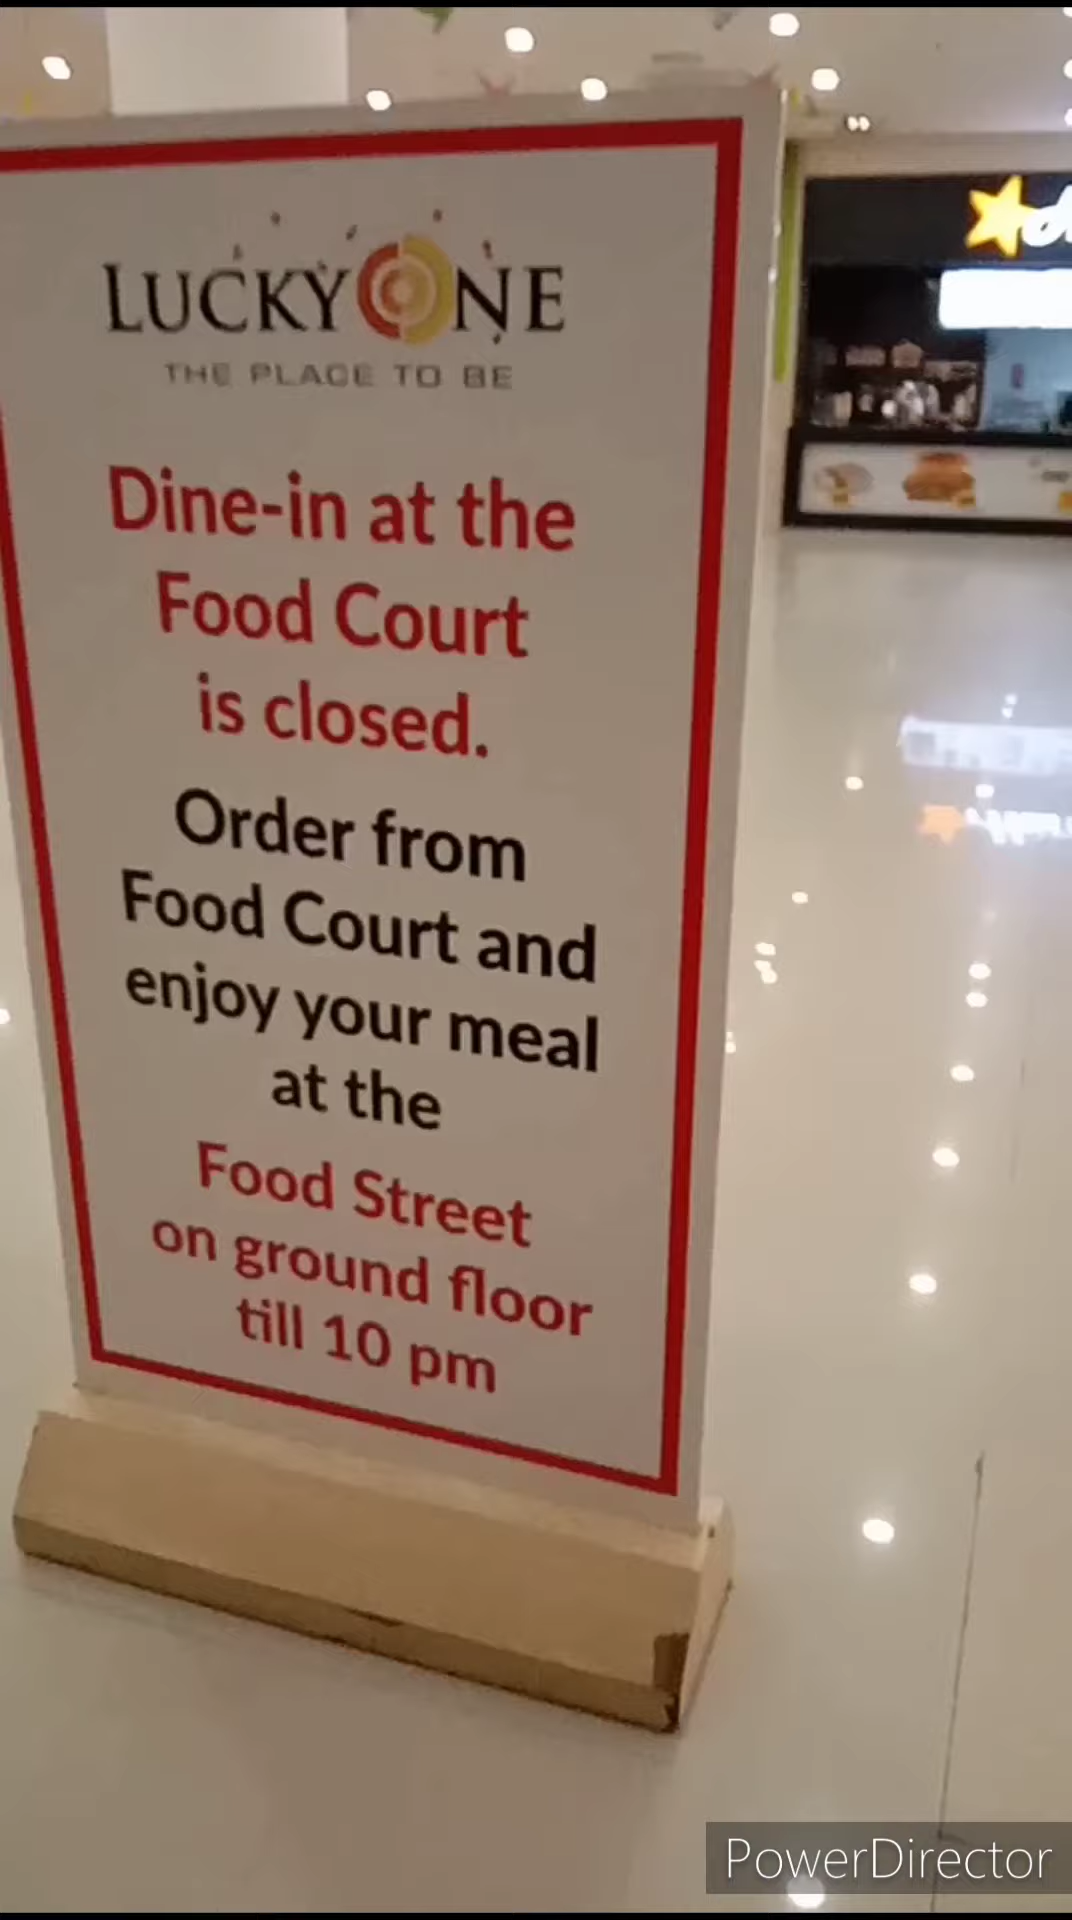 LUCKYONE
THE PLACE TO BE
Dine-in at the
Food Court
is closed.
Order from
Food Court and
enjoy your meal
at the
Food Street
on ground floor
till 10 pm
PowerDirector